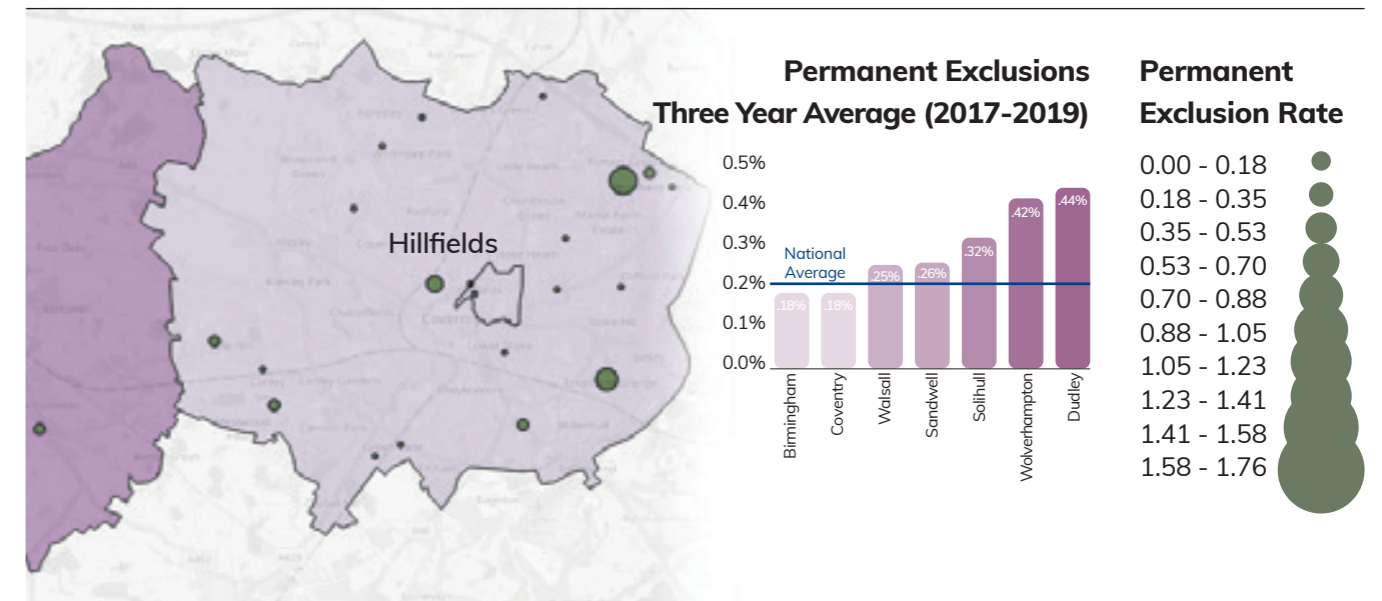 Hillfields
Permanent Exclusions
Three Year Average (2017-2019)
0.5%
0.4%
0.3%
0.2%
0.1%
0.0%
National
Average
.18%
.18%
.25%
.26%
.32%
.42%
.44%
Birmingham
Coventry
Walsall
Sandwell
Solihull
Wolverhampton
Dudley
Permanent
Exclusion Rate
0.00 - 0.18
0.18 - 0.35
0.35 - 0.53
0.53 - 0.70
0.70 - 0.88
0.88 - 1.05
1.05 - 1.23
1.23 - 1.41
1.41 - 1.58
1.58 - 1.76